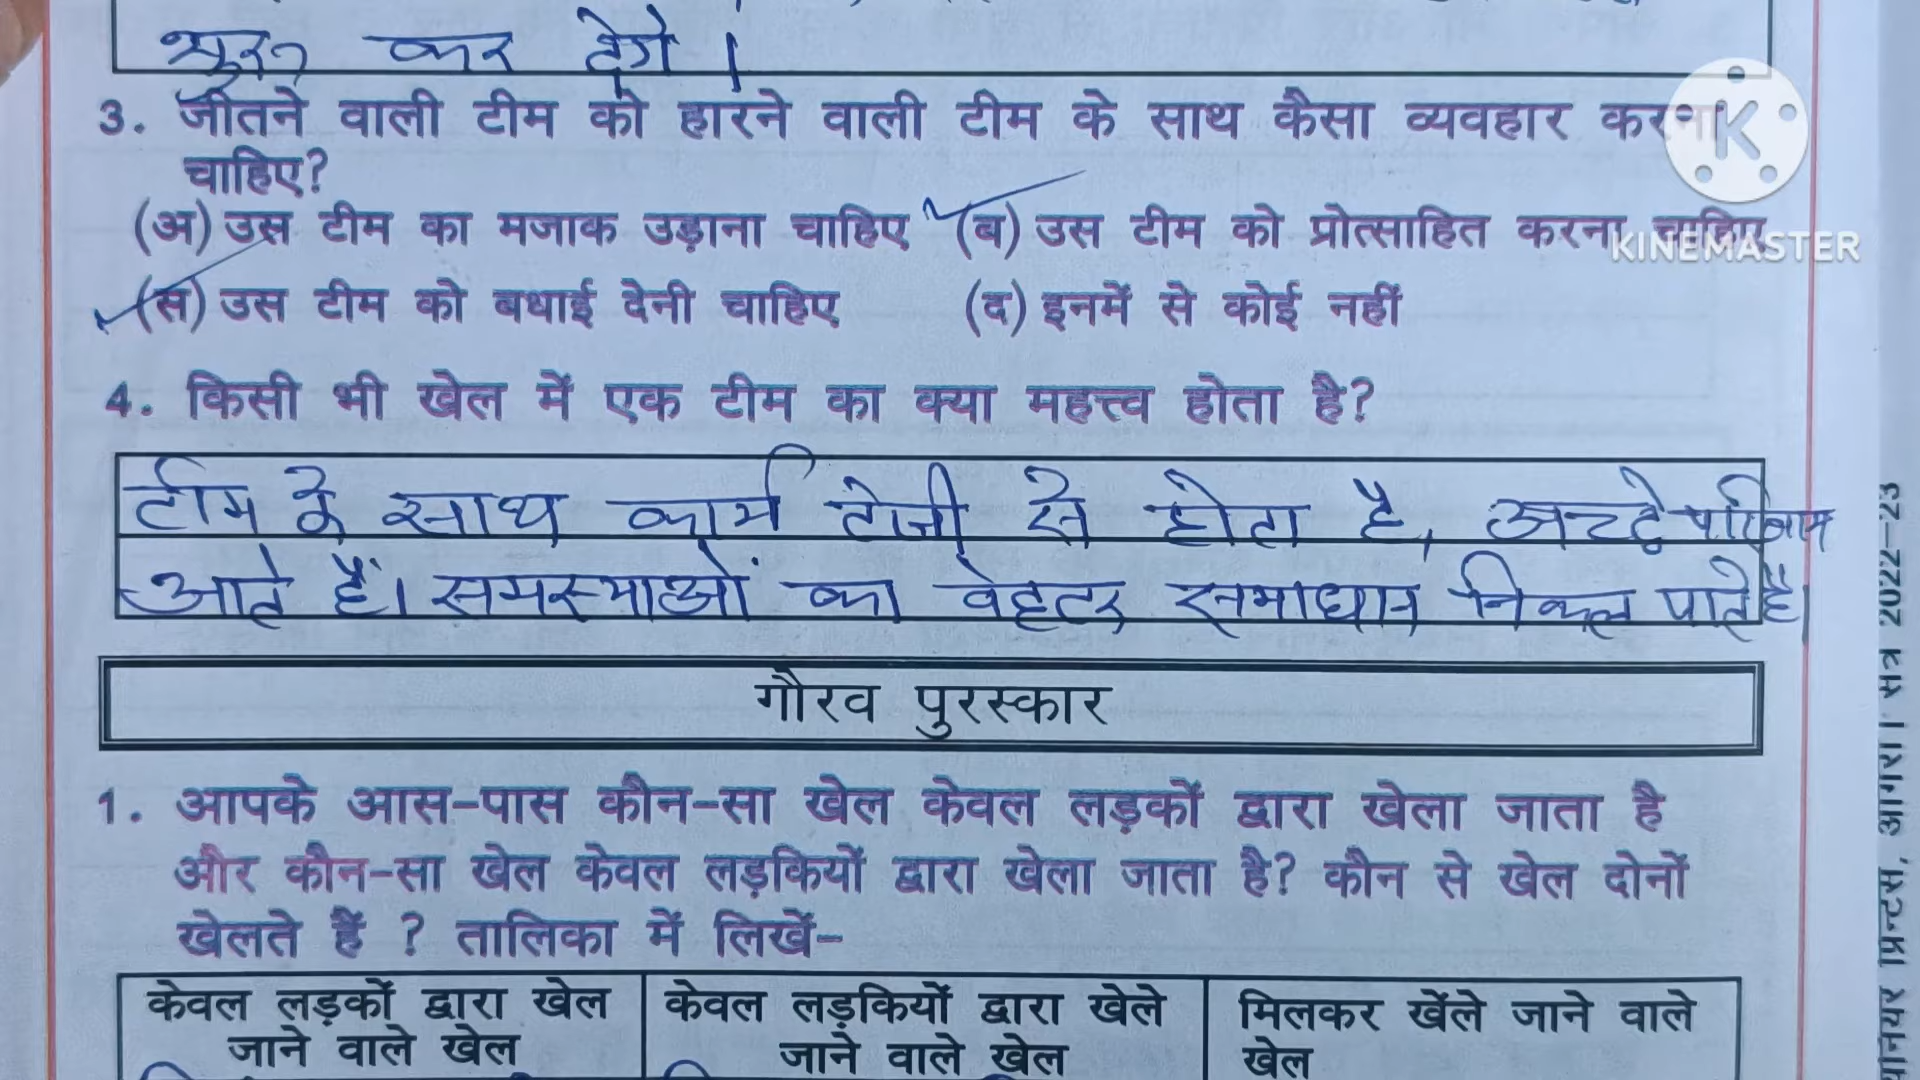 शुरू कर देंगे।
3. जीतने वाली टीम को हारने वाली टीम के साथ कैसा व्यवहार करना
चाहिए?
(अ) उस टीम का मजाक उड़ाना चाहिए (ब) उस टीम को प्रोत्साहित करना चाहिए
(स) उस टीम को बधाई देनी चाहिए (द) इनमें से कोई नहीं
K
KINEMASTER
4. किसी भी खेल में एक टीम का क्या महत्त्व होता है?
टीम के साथ कार्य तेजी से होता है, अच्छे परिणाम
आते हैं। समस्याओं का बेहतर समाधान निकल पाते हैं।
गौरव पुरस्कार
1. आपके आस-पास कौन-सा खेल केवल लड़कों द्वारा खेला जाता है
और कौन-सा खेल केवल लड़कियों द्वारा खेला जाता है? कौन से खेल दोनों
खेलते हैं ? तालिका में लिखें-
केवल लड़कों द्वारा खेल
जाने वाले खेल
केवल लड़कियों द्वारा खेले
जाने वाले खेल
मिलकर खेंले जाने वाले
खेल
प्रिन्टर्स, आगरा। सत्र 2022-23